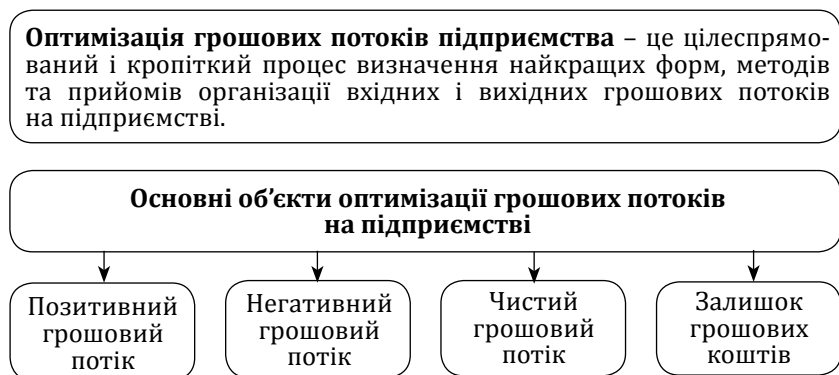 Оптимізація грошових потоків підприємства – це цілеспрямо-
ваний і кропіткий процес визначення найкращих форм, методів
та прийомів організації вхідних і вихідних грошових потоків
на підприємстві.
Основні об’єкти оптимізації грошових потоків
на підприємстві
Позитивний
грошовий
потік
Негативний
грошовий
потік
Чистий
грошовий
потік
Залишок
грошових
коштів